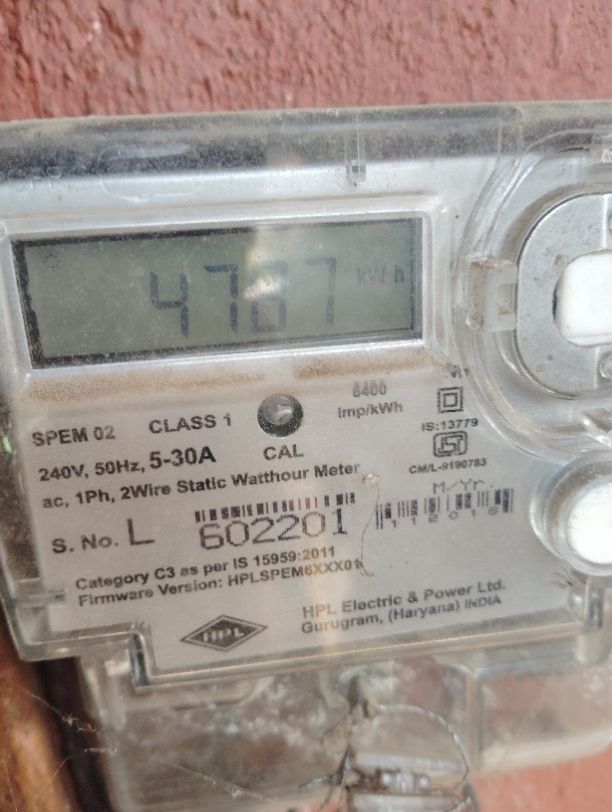 4787 kWh
6400
Imp/kWh
SPEM 02 CLASS 1
CAL
IS:13779
240V, 50Hz, 5-30A
CM/L-9190783
ac, 1Ph, 2Wire Static Watthour Meter
M/Yr.
S. No. L 602201
112018
Category C3 as per IS 15959:2011
Firmware Version: HPLSPEM6XXX01
HPL Electric & Power Ltd.
Gurugram, (Haryana) INDIA
HPL